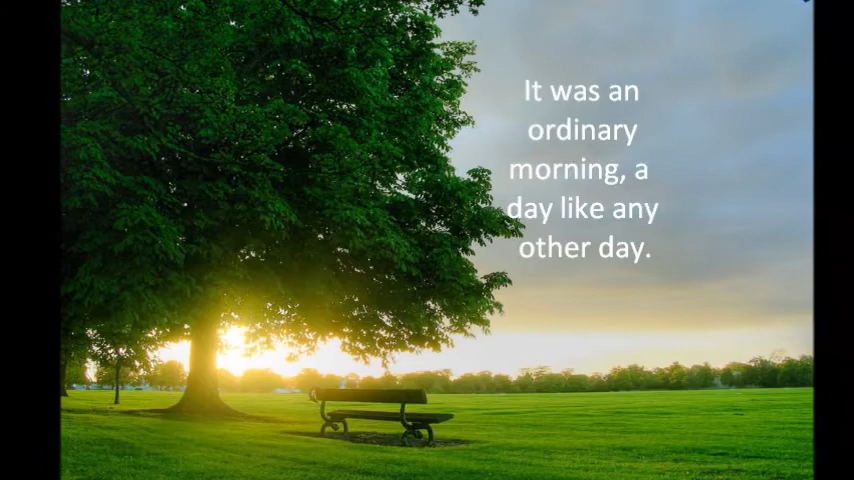 It was an
ordinary
morning, a
day like any
other day.